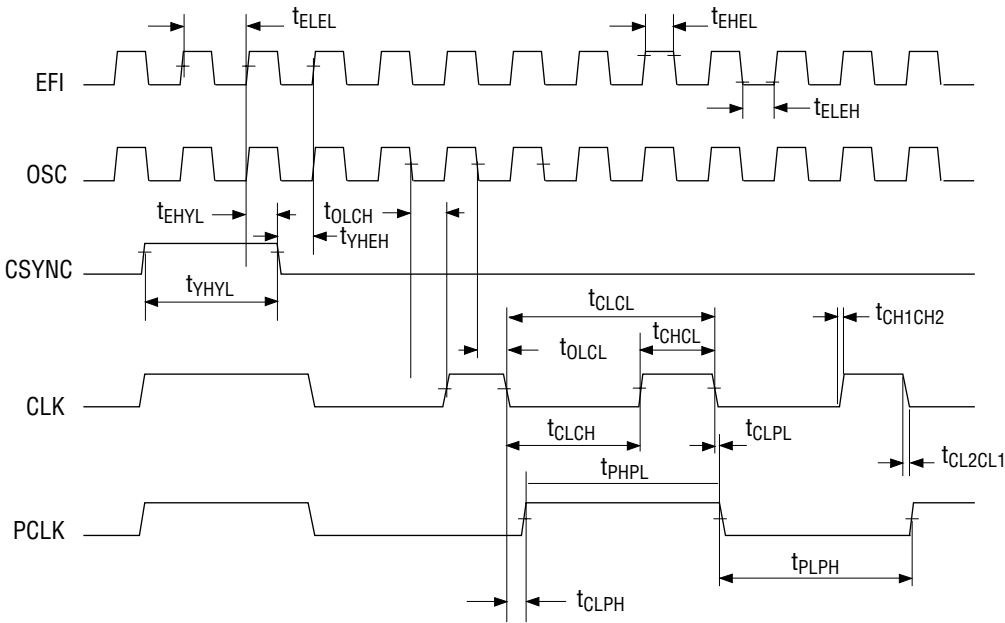 tELEL
tEHEL
EFI
tELEH
OSC
tEHYL
tOLCH
tYHEH
CSYNC
tYHYL
tCLCL
tCH1CH2
tCHCL
tOLCL
CLK
tCLCH
tCLPL
tCL2CL1
tPHPL
PCLK
tPLPH
tCLPH